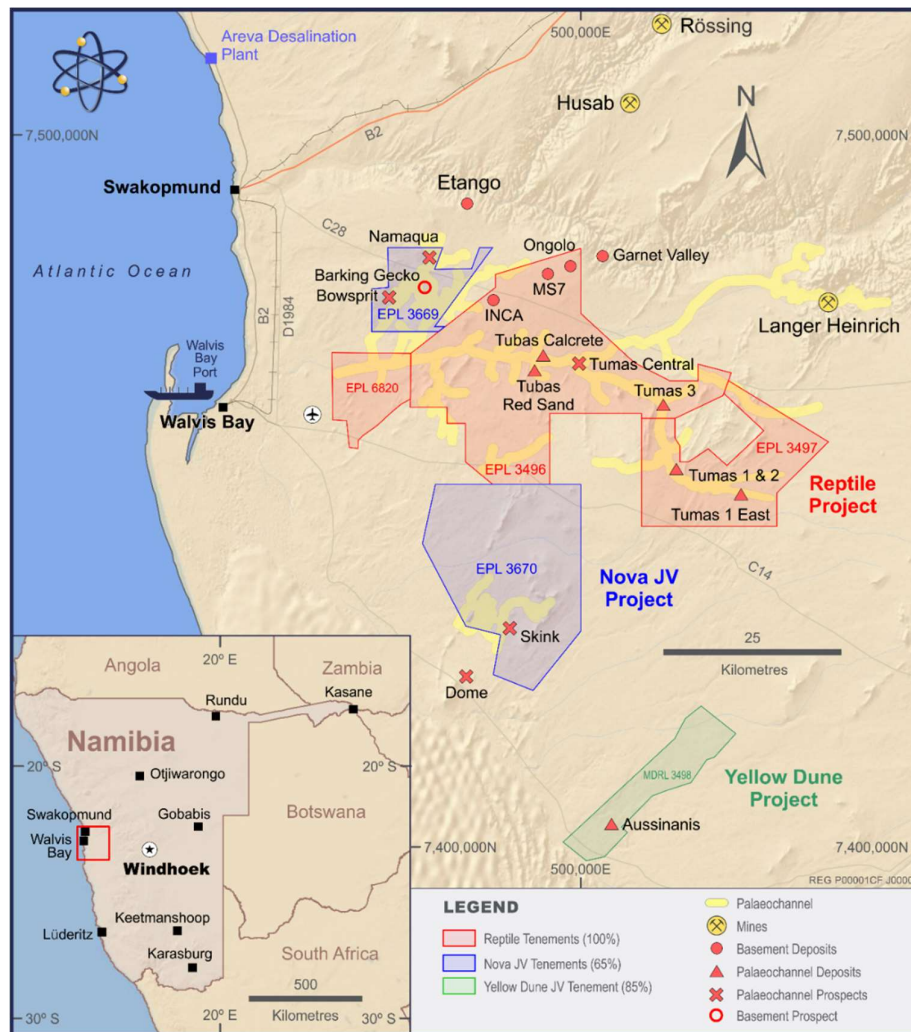 Areva Desalination
Plant
500,000E
Rössing
Husab
N
7,500,000N
7,500,000N
B2
Swakopmund
Etango
C28
Namaqua
Ongolo
Garnet Valley
Atlantic Ocean
Barking Gecko
MS7
Bowsprit
EPL 3669
INCA
B2
D1984
Langer Heinrich
Tubas Calcrete
Walvis
Bay
Port
Tumas Central
EPL 6820
Tubas
Red Sand
Tumas 3
Walvis Bay
EPL 3497
EPL 3496
Tumas 1 & 2
Reptile
Project
Tumas 1 East
EPL 3670
Nova JV
Project
C14
Skink
25
Kilometres
Dome
MDRL 3498
Yellow Dune
Project
Aussinanis
7,400,000N
7,400,000N
500,000E
REG P00001CF J0000
20° E
Angola
Zambia
Rundu
Kasane
Namibia
20° S
20° S
Otjiwarongo
Botswana
Swakopmund
Gobabis
Walvis
Bay
Windhoek
Keetmanshoop
Lüderitz
Karasburg
South Africa
500
Kilometres
30° S
20° E
30° S
LEGEND
Reptile Tenements (100%)
Nova JV Tenements (65%)
Yellow Dune JV Tenement (85%)
Palaeochannel
Mines
Basement Deposits
Palaeochannel Deposits
Palaeochannel Prospects
Basement Prospect